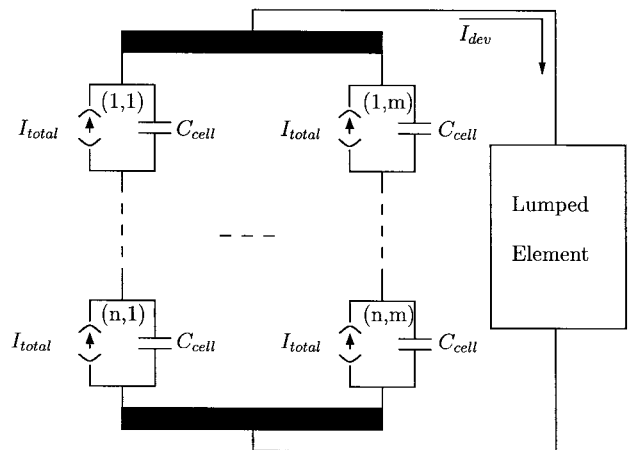 I_dev
(1,1)
(1,m)
I_total
C_cell
I_total
C_cell
Lumped
Element
(n,1)
(n,m)
I_total
C_cell
I_total
C_cell